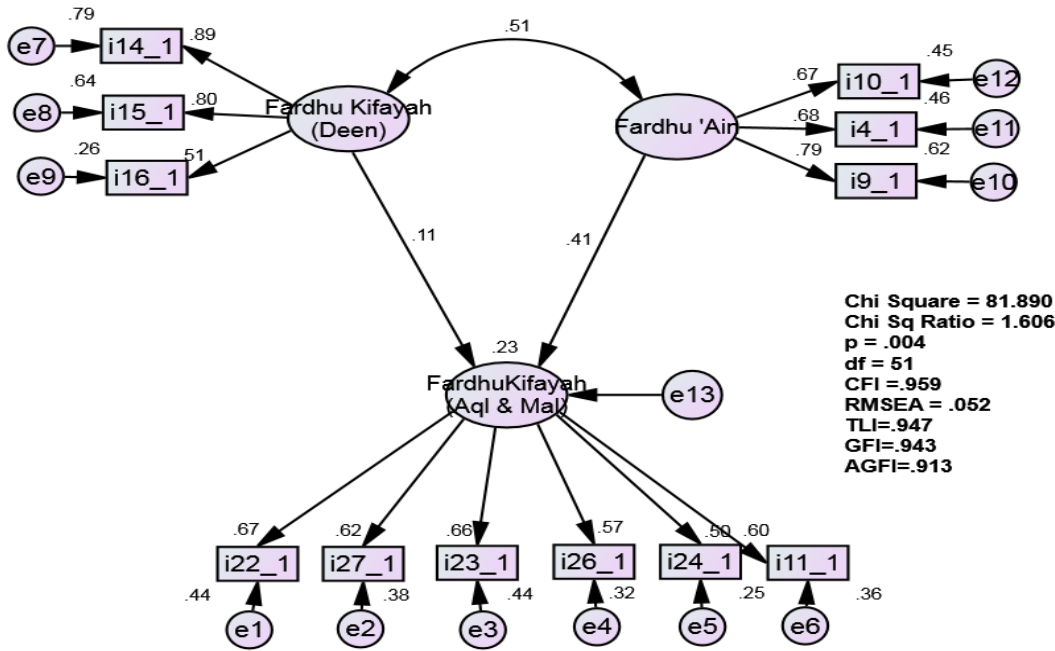 .79
e7
i14_1
.89
.64
e8
i15_1
.80
.26
e9
i16_1
.51
Fardhu Kifayah
(Deen)
.51
Fardhu 'Ain
.67
i10_1
.45
e12
.68
i4_1
.46
e11
.79
i9_1
.62
e10
.11
.41
.23
FardhuKifayah
(Aql & Mal)
e13
Chi Square = 81.890
Chi Sq Ratio = 1.606
p = .004
df = 51
CFI =.959
RMSEA = .052
TLI=.947
GFI=.943
AGFI=.913
.67
.62
.66
.57
.50
.60
i22_1
i27_1
i23_1
i26_1
i24_1
i11_1
.44
.38
.44
.32
.25
.36
e1
e2
e3
e4
e5
e6